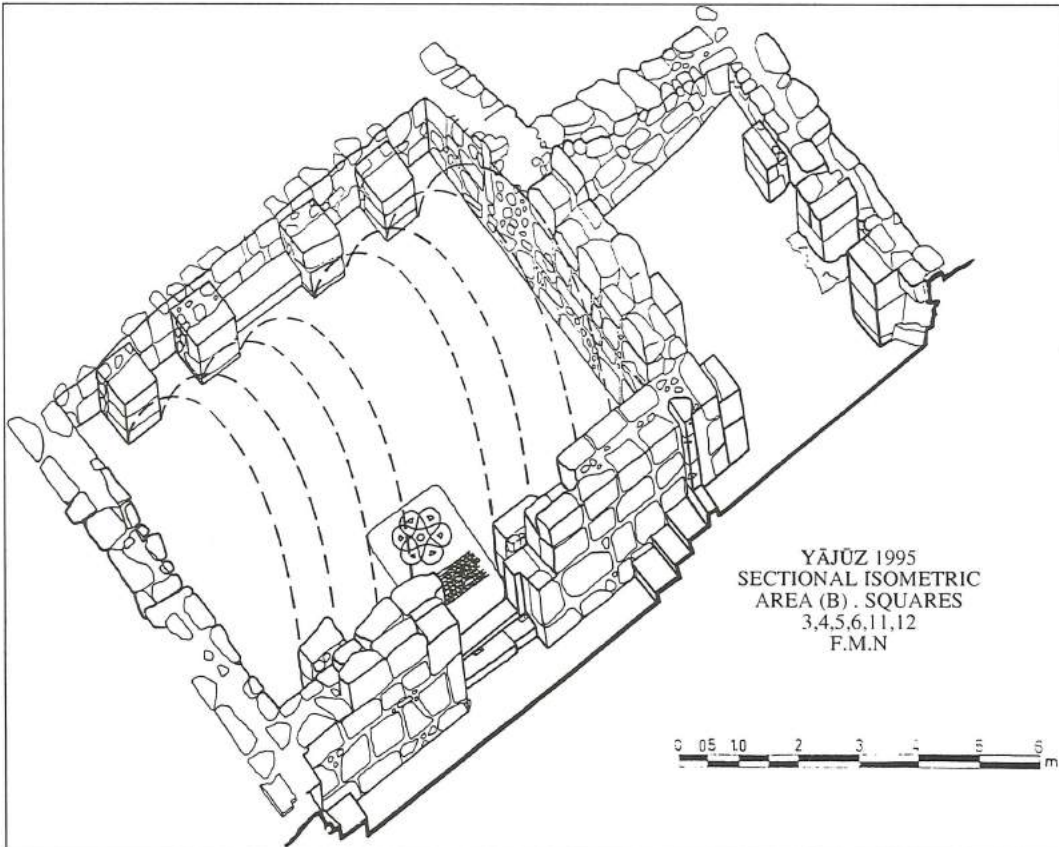 YĀJŪZ 1995
SECTIONAL ISOMETRIC
AREA (B) . SQUARES
3,4,5,6,11,12
F.M.N
0 0.5 1.0 2 3 4 5 6
m